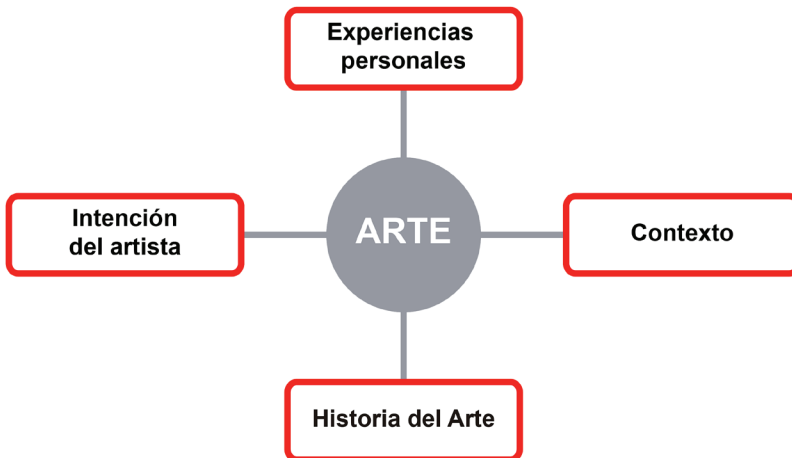 Experiencias
personales
Intención
del artista
ARTE
Contexto
Historia del Arte